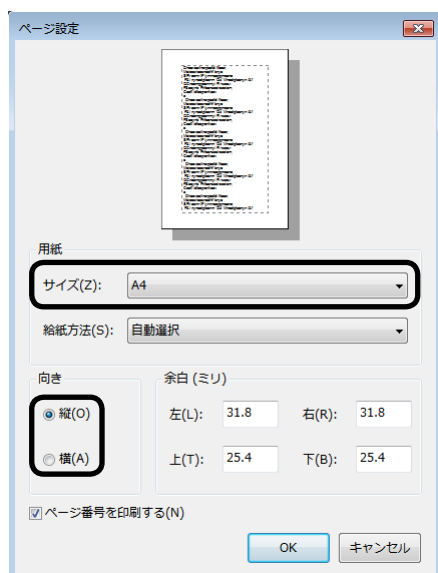 ページ設定
用紙
サイズ(Z): A4
給紙方法(S): 自動選択
向き
余白 (ミリ)
縦(O)
左(L): 31.8 右(R): 31.8
横(A)
上(T): 25.4 下(B): 25.4
ページ番号を印刷する(N)
OK キャンセル